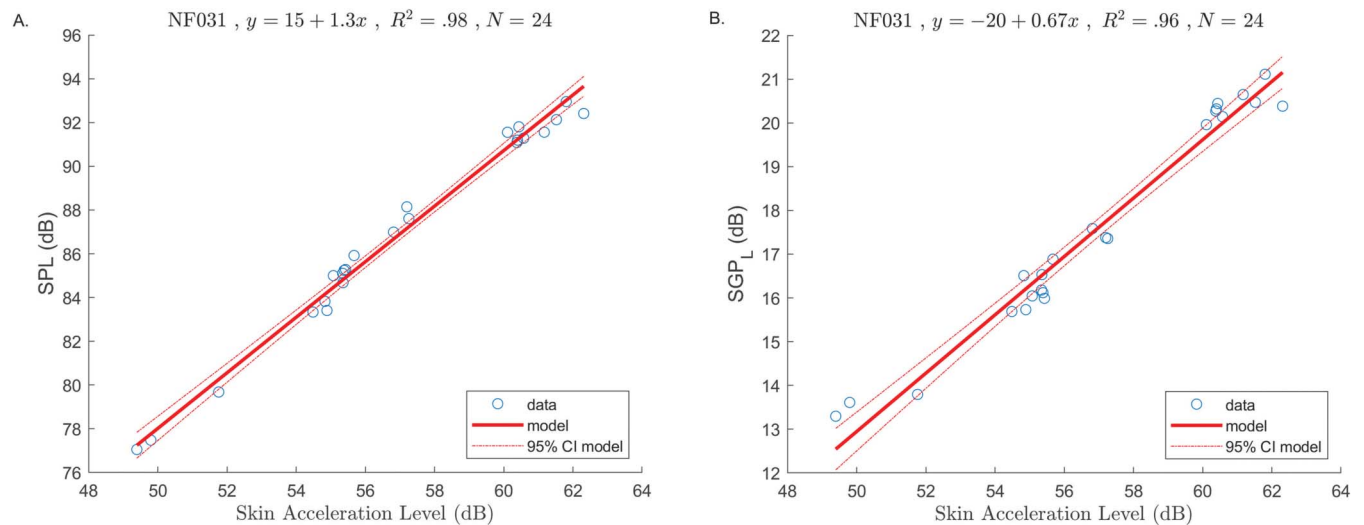 A.
NF031 , y = 15 + 1.3x , R² = .98 , N = 24
96
94
92
90
88
86
84
82
80
78
76
SPL (dB)
48 50 52 54 56 58 60 62 64
Skin Acceleration Level (dB)
data
model
95% CI model
B.
NF031 , y = −20 + 0.67x , R² = .96 , N = 24
22
21
20
19
18
17
16
15
14
13
12
SGP_L (dB)
48 50 52 54 56 58 60 62 64
Skin Acceleration Level (dB)
data
model
95% CI model